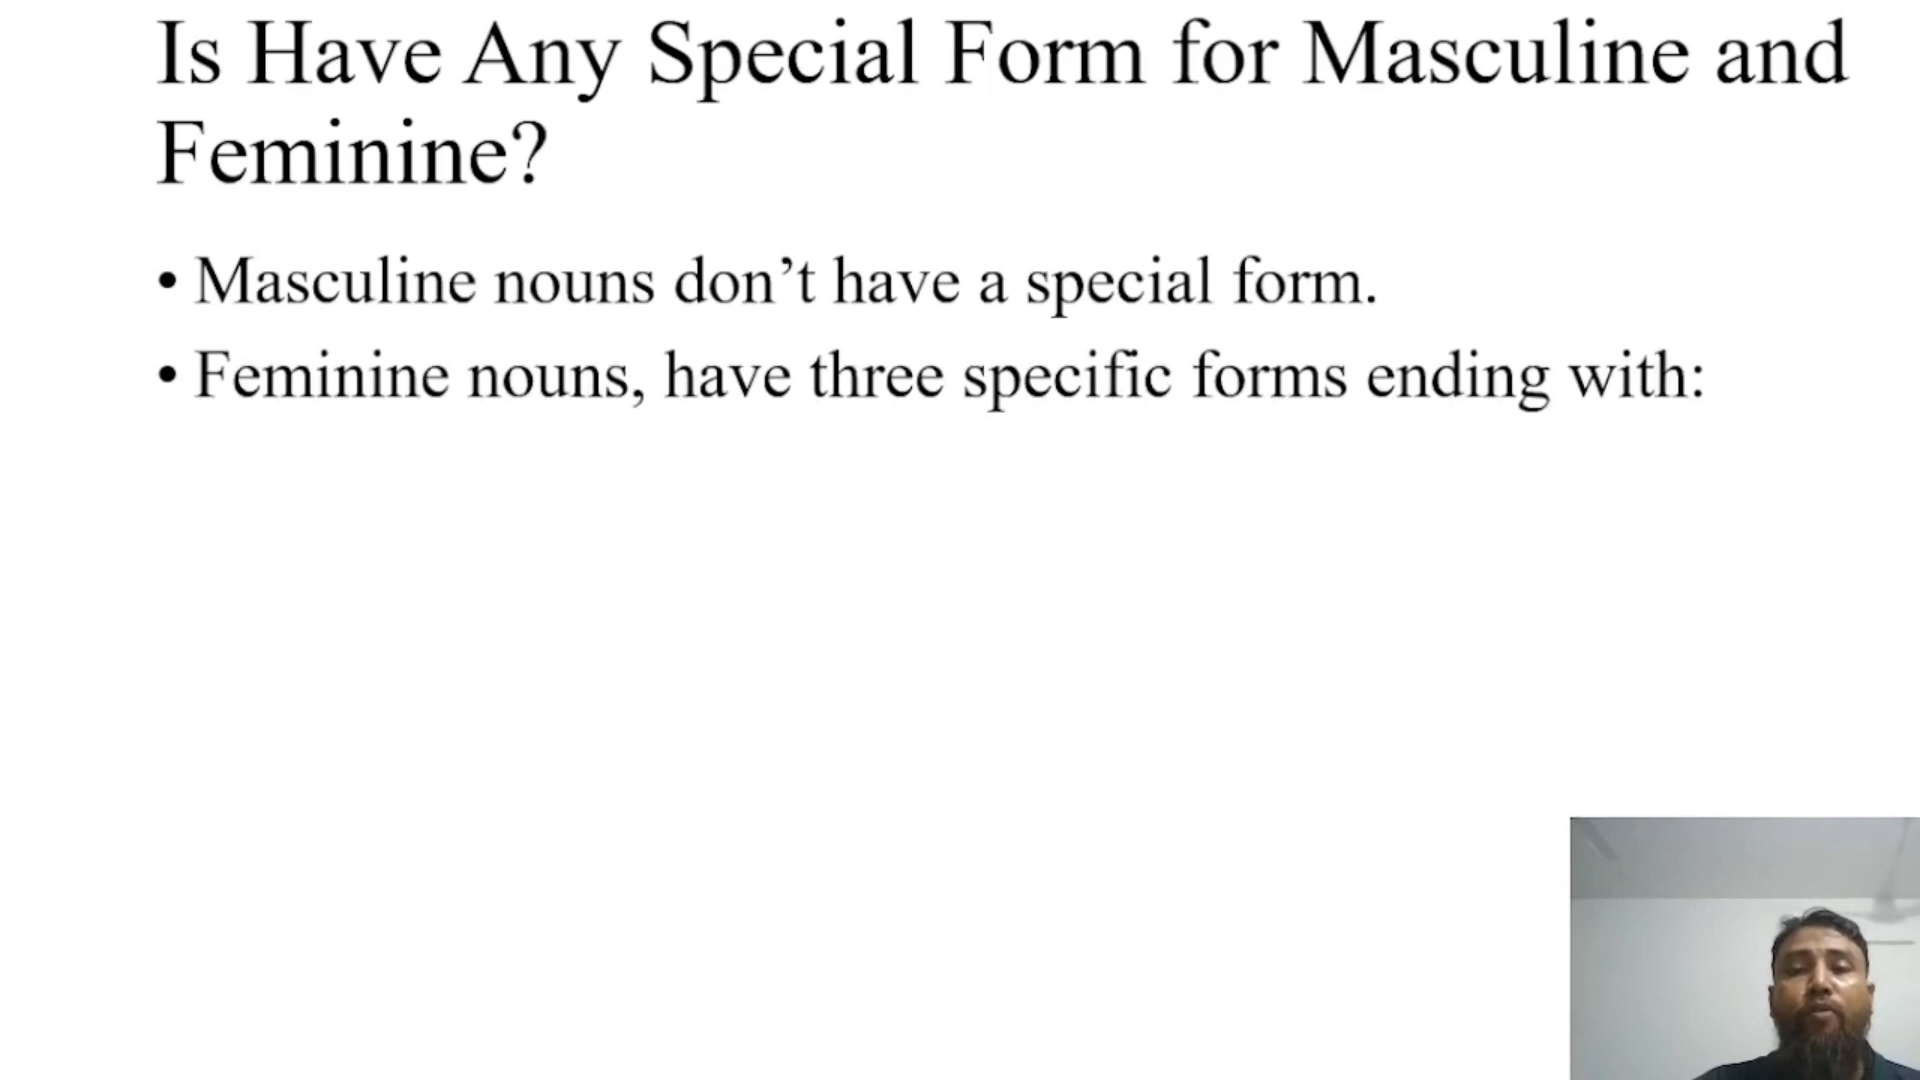 Is Have Any Special Form for Masculine and
Feminine?
• Masculine nouns don’t have a special form.
• Feminine nouns, have three specific forms ending with: